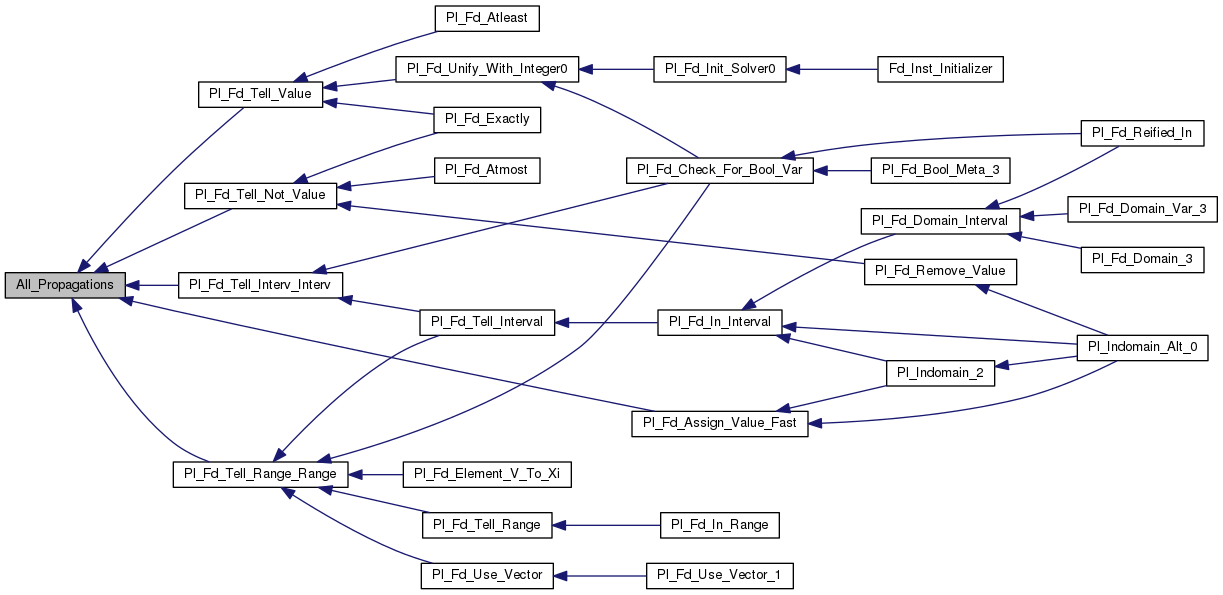 Pl_Fd_Atleast
Pl_Fd_Unify_With_Integer0
Pl_Fd_Init_Solver0
Fd_Inst_Initializer
Pl_Fd_Tell_Value
Pl_Fd_Exactly
Pl_Fd_Reified_In
Pl_Fd_Atmost
Pl_Fd_Check_For_Bool_Var
Pl_Fd_Bool_Meta_3
Pl_Fd_Tell_Not_Value
Pl_Fd_Domain_Interval
Pl_Fd_Domain_Var_3
Pl_Fd_Domain_3
Pl_Fd_Remove_Value
All_Propagations
Pl_Fd_Tell_Interv_Interv
Pl_Fd_Tell_Interval
Pl_Fd_In_Interval
Pl_Indomain_Alt_0
Pl_Indomain_2
Pl_Fd_Assign_Value_Fast
Pl_Fd_Tell_Range_Range
Pl_Fd_Element_V_To_Xi
Pl_Fd_Tell_Range
Pl_Fd_In_Range
Pl_Fd_Use_Vector
Pl_Fd_Use_Vector_1